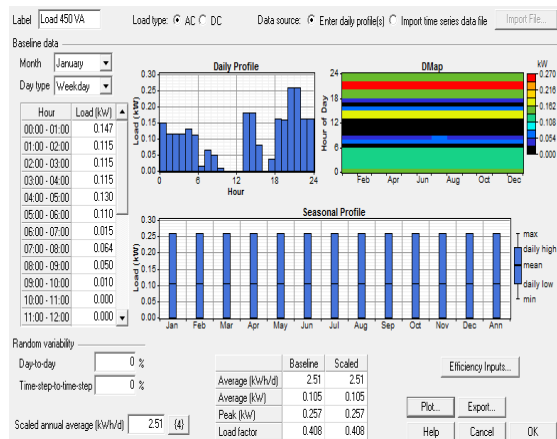 Label Load 450 VA Load type: AC DC Data source: Enter daily profile(s) Import time series data file Import File...
Baseline data
Month January
Day type Weekday
Hour Load (kW)
00:00 - 01:00 0.147
01:00 - 02:00 0.115
02:00 - 03:00 0.115
03:00 - 04:00 0.115
04:00 - 05:00 0.130
05:00 - 06:00 0.110
06:00 - 07:00 0.015
07:00 - 08:00 0.064
08:00 - 09:00 0.050
09:00 - 10:00 0.010
10:00 - 11:00 0.000
11:00 - 12:00 0.000
Daily Profile
Load (kW)
0.30
0.25
0.20
0.15
0.10
0.05
0.00
0 6 12 18 24
Hour
DMap
Hour of Day
24
18
12
6
0
Feb Apr Jun Aug Oct Dec
kW
0.270
0.216
0.162
0.108
0.054
0.000
Seasonal Profile
Load (kW)
0.30
0.25
0.20
0.15
0.10
0.05
0.00
Jan Feb Mar Apr May Jun Jul Aug Sep Oct Nov Dec Ann
max
daily high
mean
daily low
min
Random variability
Day-to-day 0 %
Time-step-to-time-step 0 %
Scaled annual average (kWh/d) 2.51 {4}
Baseline Scaled
Average (kWh/d) 2.51 2.51
Average (kW) 0.105 0.105
Peak (kW) 0.257 0.257
Load factor 0.408 0.408
Efficiency Inputs...
Plot... Export...
Help Cancel OK